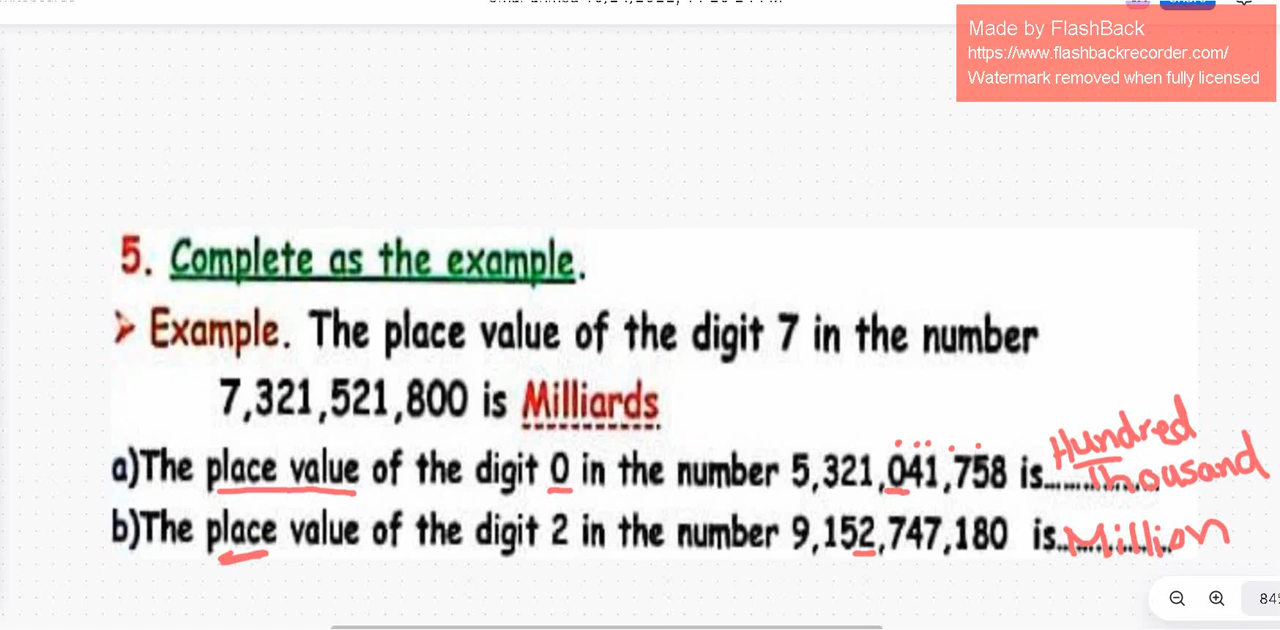 Made by FlashBack
https://www.flashbackrecorder.com/
Watermark removed when fully licensed
5. Complete as the example.
➤ Example. The place value of the digit 7 in the number
7,321,521,800 is Milliards
a)The place value of the digit 0 in the number 5,321,041,758 is............... Hundred Thousand
b)The place value of the digit 2 in the number 9,152,747,180 is............... Million
84%